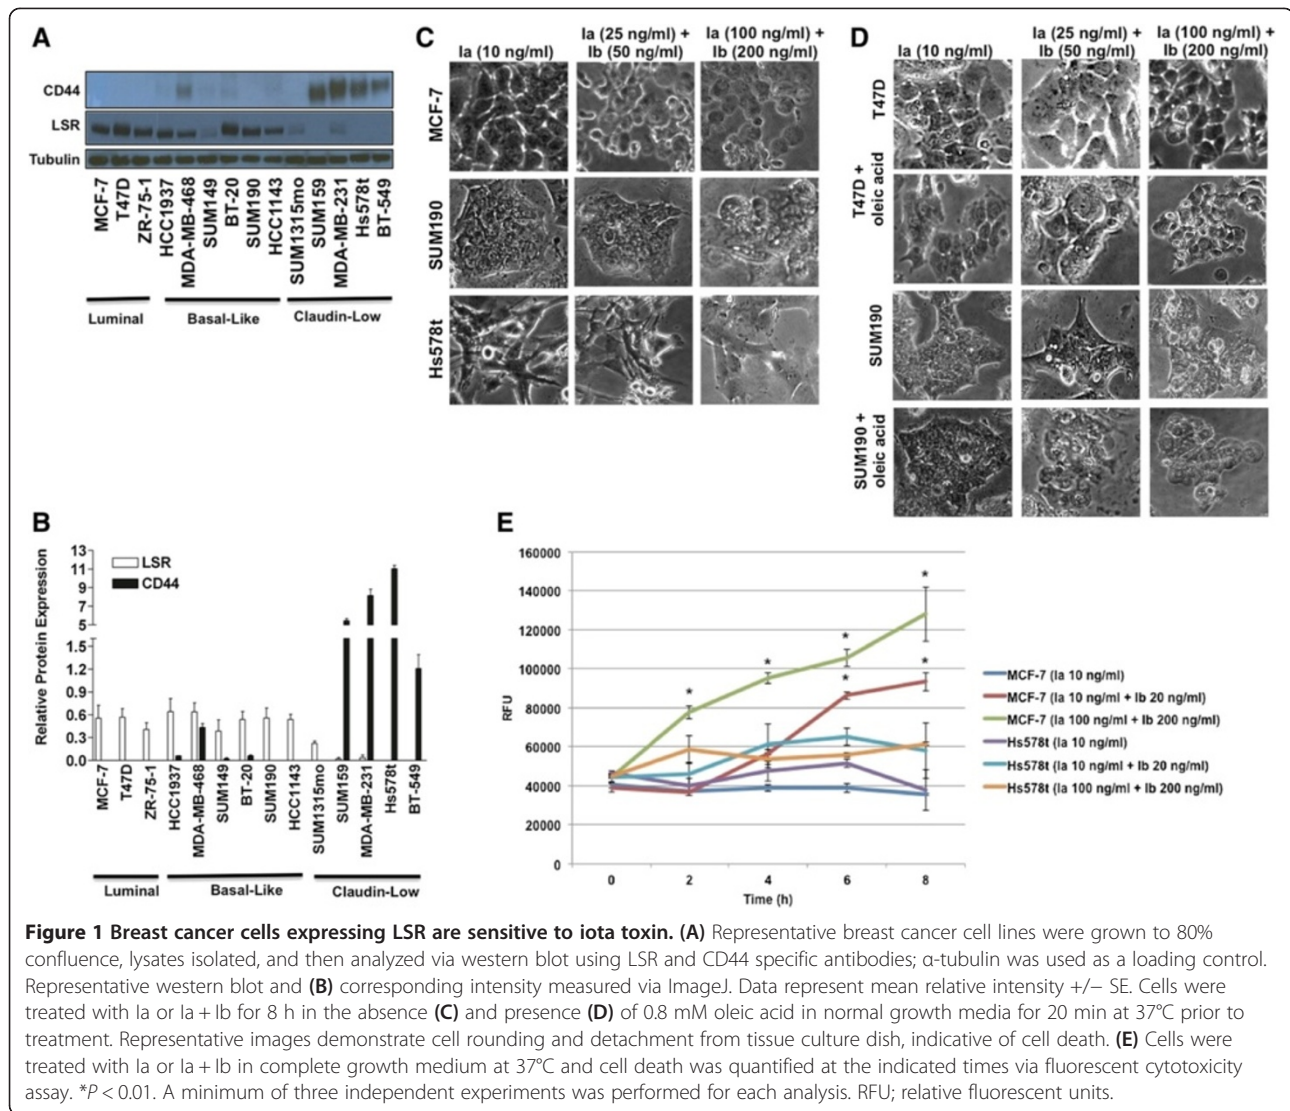 A
CD44
LSR
Tubulin
MCF-7
T47D
ZR-75-1
HCC1937
MDA-MB-468
SUM149
BT-20
SUM190
HCC1143
SUM1315mo
SUM159
MDA-MB-231
Hs578t
BT-549
Luminal
Basal-Like
Claudin-Low
C
Ia (10 ng/ml)
Ia (25 ng/ml) +
Ib (50 ng/ml)
Ia (100 ng/ml) +
Ib (200 ng/ml)
MCF-7
SUM190
Hs578t
D
Ia (10 ng/ml)
Ia (25 ng/ml) +
Ib (50 ng/ml)
Ia (100 ng/ml) +
Ib (200 ng/ml)
T47D
T47D +
oleic acid
SUM190
SUM190 +
oleic acid
B
Relative Protein Expression
13
11
9
7
5
1.5
1.2
0.9
0.6
0.3
0.0
LSR
CD44
MCF-7
T47D
ZR-75-1
HCC1937
MDA-MB-468
SUM149
BT-20
SUM190
HCC1143
SUM1315mo
SUM159
MDA-MB-231
Hs578t
BT-549
Luminal
Basal-Like
Claudin-Low
E
RFU
160000
140000
120000
100000
80000
60000
40000
20000
0
* * * * * *
0 2 4 6 8
Time (h)
MCF-7 (Ia 10 ng/ml)
MCF-7 (Ia 10 ng/ml + Ib 20 ng/ml)
MCF-7 (Ia 100 ng/ml + Ib 200 ng/ml)
Hs578t (Ia 10 ng/ml)
Hs578t (Ia 10 ng/ml + Ib 20 ng/ml)
Hs578t (Ia 100 ng/ml + Ib 200 ng/ml)
Figure 1 Breast cancer cells expressing LSR are sensitive to iota toxin. (A) Representative breast cancer cell lines were grown to 80%
confluence, lysates isolated, and then analyzed via western blot using LSR and CD44 specific antibodies; α-tubulin was used as a loading control.
Representative western blot and (B) corresponding intensity measured via ImageJ. Data represent mean relative intensity +/− SE. Cells were
treated with Ia or Ia + Ib for 8 h in the absence (C) and presence (D) of 0.8 mM oleic acid in normal growth media for 20 min at 37°C prior to
treatment. Representative images demonstrate cell rounding and detachment from tissue culture dish, indicative of cell death. (E) Cells were
treated with Ia or Ia + Ib in complete growth medium at 37°C and cell death was quantified at the indicated times via fluorescent cytotoxicity
assay. *P < 0.01. A minimum of three independent experiments was performed for each analysis. RFU; relative fluorescent units.